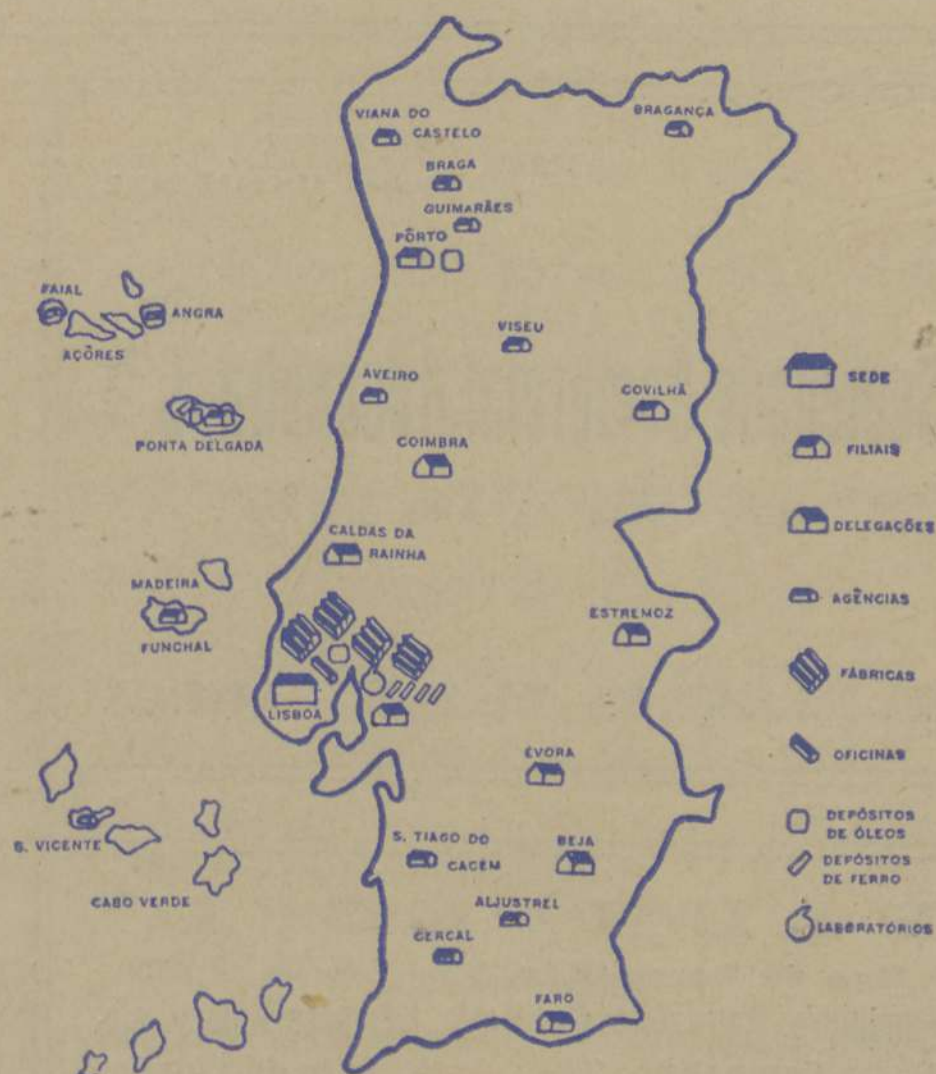 VIANA DO
CASTELO
BRAGANÇA
BRAGA
GUIMARÃES
PÔRTO
FAIAL
ANGRA
AÇÔRES
VISEU
AVEIRO
COVILHÃ
PONTA DELGADA
COIMBRA
CALDAS DA
RAINHA
MADEIRA
FUNCHAL
ESTREMOZ
LISBÔA
ÉVORA
S. VICENTE
S. TIAGO DO
CACÉM
BEJA
CABO VERDE
ALJUSTREL
CERCAL
FARO
SEDE
FILIAIS
DELEGAÇÕES
AGÊNCIAS
FÁBRICAS
OFICINAS
DEPÓSITOS
DE ÓLEOS
DEPÓSITOS
DE FERRO
LABORATÓRIOS